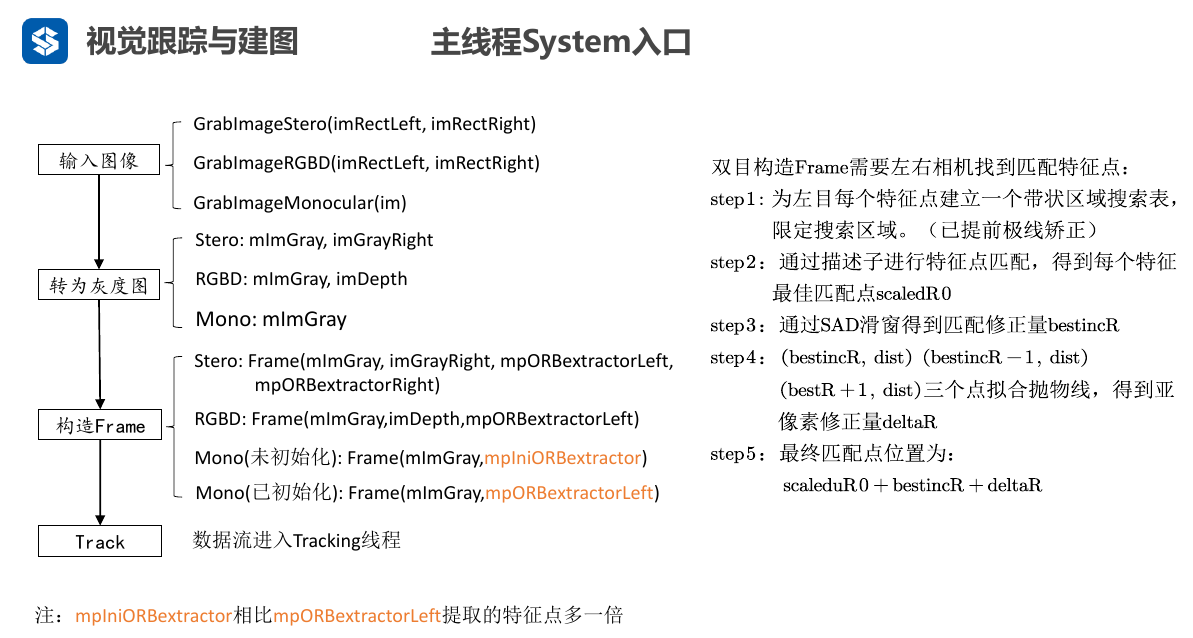 视觉跟踪与建图
主线程System入口
输入图像
GrabImageStero(imRectLeft, imRectRight)
GrabImageRGBD(imRectLeft, imRectRight)
GrabImageMonocular(im)
转为灰度图
Stero: mImGray, imGrayRight
RGBD: mImGray, imDepth
Mono: mImGray
构造Frame
Stero: Frame(mImGray, imGrayRight, mpORBextractorLeft,
mpORBextractorRight)
RGBD: Frame(mImGray,imDepth,mpORBextractorLeft)
Mono(未初始化): Frame(mImGray,mpIniORBextractor)
Mono(已初始化): Frame(mImGray,mpORBextractorLeft)
Track
数据流进入Tracking线程
双目构造Frame需要左右相机找到匹配特征点：
step1：为左目每个特征点建立一个带状区域搜索表，
限定搜索区域。（已提前极线矫正）
step2：通过描述子进行特征点匹配，得到每个特征
最佳匹配点scaledR0
step3：通过SAD滑窗得到匹配修正量bestincR
step4：(bestincR, dist) (bestincR－1, dist)
(bestR＋1, dist)三个点拟合抛物线，得到亚
像素修正量deltaR
step5：最终匹配点位置为：
scaleduR0＋bestincR＋deltaR
注：mpIniORBextractor相比mpORBextractorLeft提取的特征点多一倍